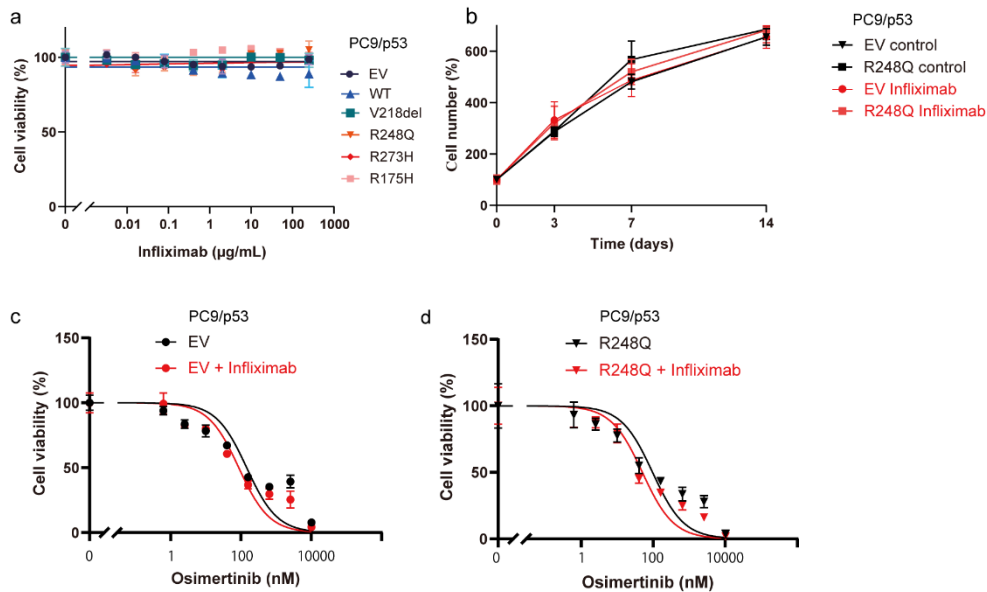 a
Cell viability (%)
100
50
0
0
0.01
0.1
1
10
100
1000
Infliximab (µg/mL)
PC9/p53
EV
WT
V218del
R248Q
R273H
R175H
b
Cell number (%)
600
400
200
0
0
3
7
14
Time (days)
PC9/p53
EV control
R248Q control
EV Infliximab
R248Q Infliximab
c
PC9/p53
EV
EV + Infliximab
Cell viability (%)
150
100
50
0
0
1
100
10000
Osimertinib (nM)
d
PC9/p53
R248Q
R248Q + Infliximab
Cell viability (%)
150
100
50
0
0
1
100
10000
Osimertinib (nM)